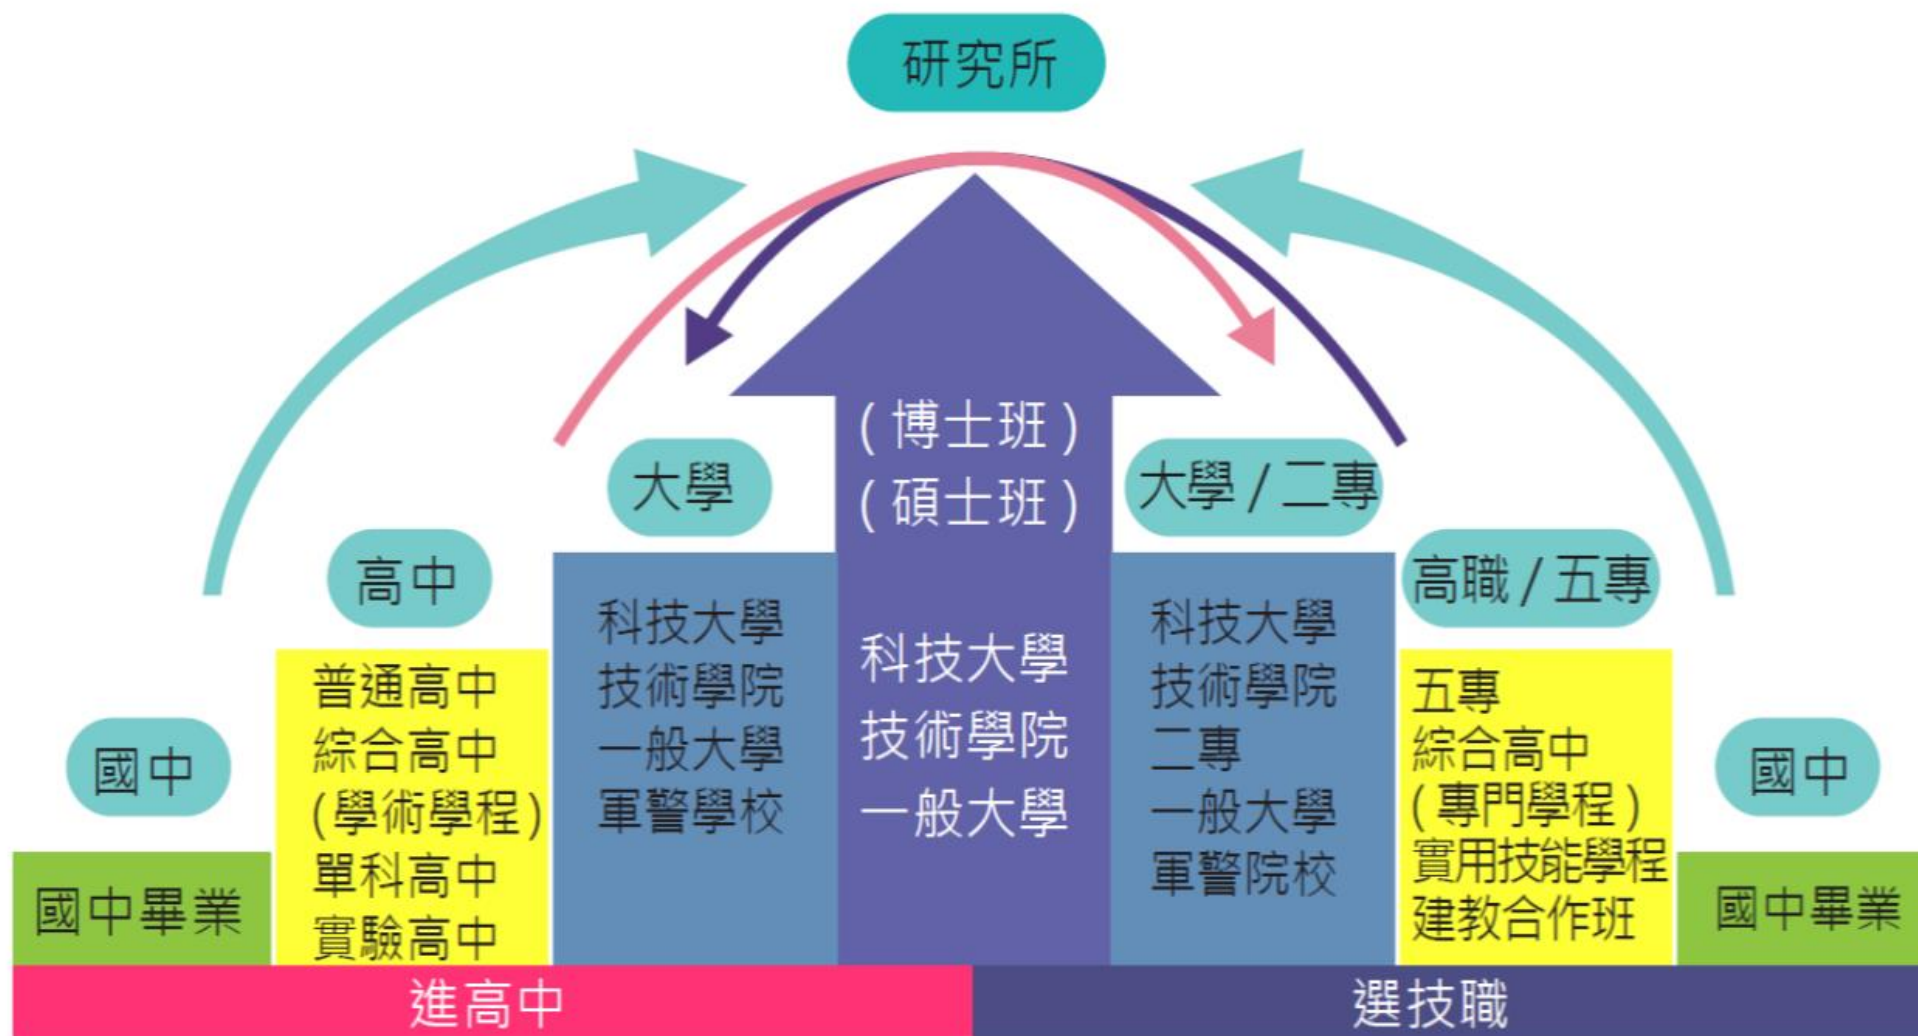 研究所
國中
國中畢業
高中
普通高中
綜合高中
(學術學程)
單科高中
實驗高中
大學
科技大學
技術學院
一般大學
軍警學校
(博士班)
(碩士班)
科技大學
技術學院
一般大學
大學/二專
科技大學
技術學院
二專
一般大學
軍警院校
高職/五專
五專
綜合高中
(專門學程)
實用技能學程
建教合作班
國中
國中畢業
進高中
選技職